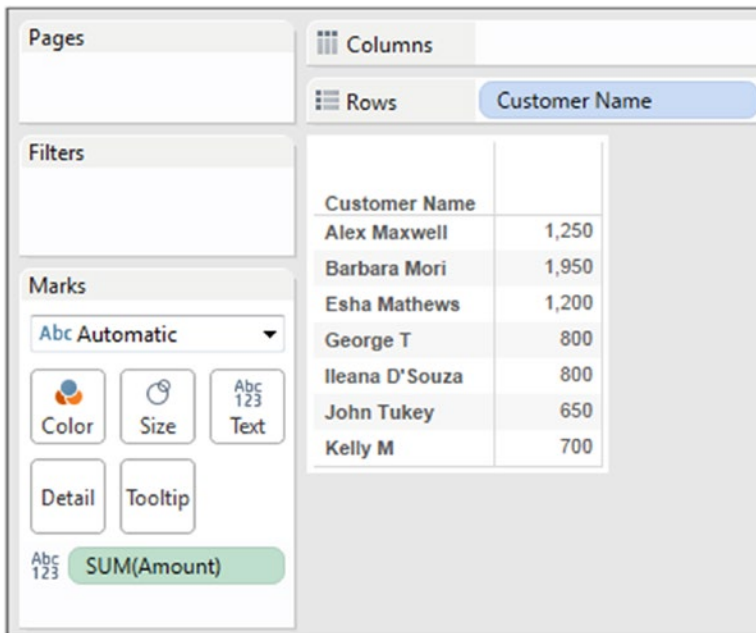 Pages
Columns
Rows Customer Name
Filters
Customer Name
Alex Maxwell 1,250
Barbara Mori 1,950
Esha Mathews 1,200
George T 800
Ileana D'Souza 800
John Tukey 650
Kelly M 700
Marks
Abc Automatic
Color Size Abc 123 Text
Detail Tooltip
Abc 123 SUM(Amount)